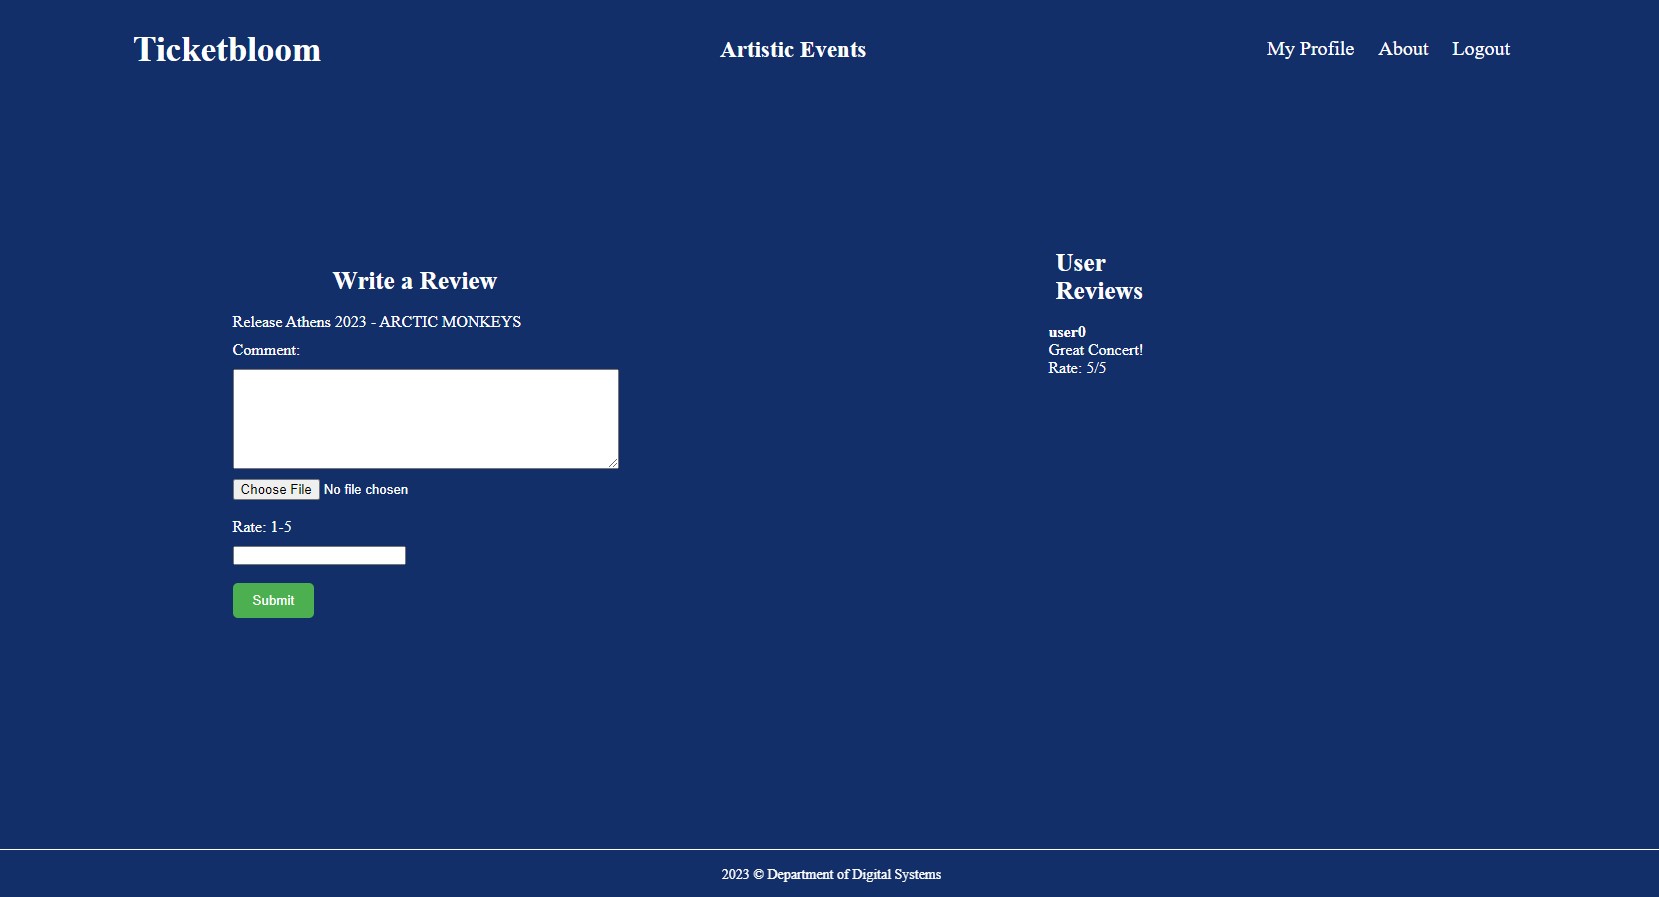 Ticketbloom
Artistic Events
My Profile
About
Logout
Write a Review
Release Athens 2023 - ARCTIC MONKEYS
Comment:
Choose File No file chosen
Rate: 1-5
Submit
User
Reviews
user0
Great Concert!
Rate: 5/5
2023 © Department of Digital Systems